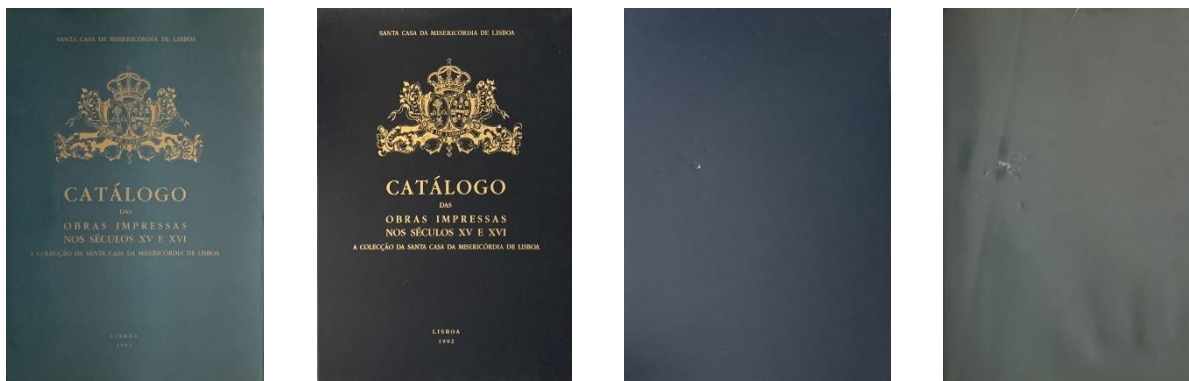 SANTA CASA DA MISERICÓRDIA DE LISBOA
CATÁLOGO
DAS
OBRAS IMPRESSAS
NOS SÉCULOS XV E XVI
A COLECÇÃO DA SANTA CASA DA MISERICÓRDIA DE LISBOA
LISBOA
1992
SANTA CASA DA MISERICÓRDIA DE LISBOA
CATÁLOGO
DAS
OBRAS IMPRESSAS
NOS SÉCULOS XV E XVI
A COLECÇÃO DA SANTA CASA DA MISERICÓRDIA DE LISBOA
LISBOA
1992